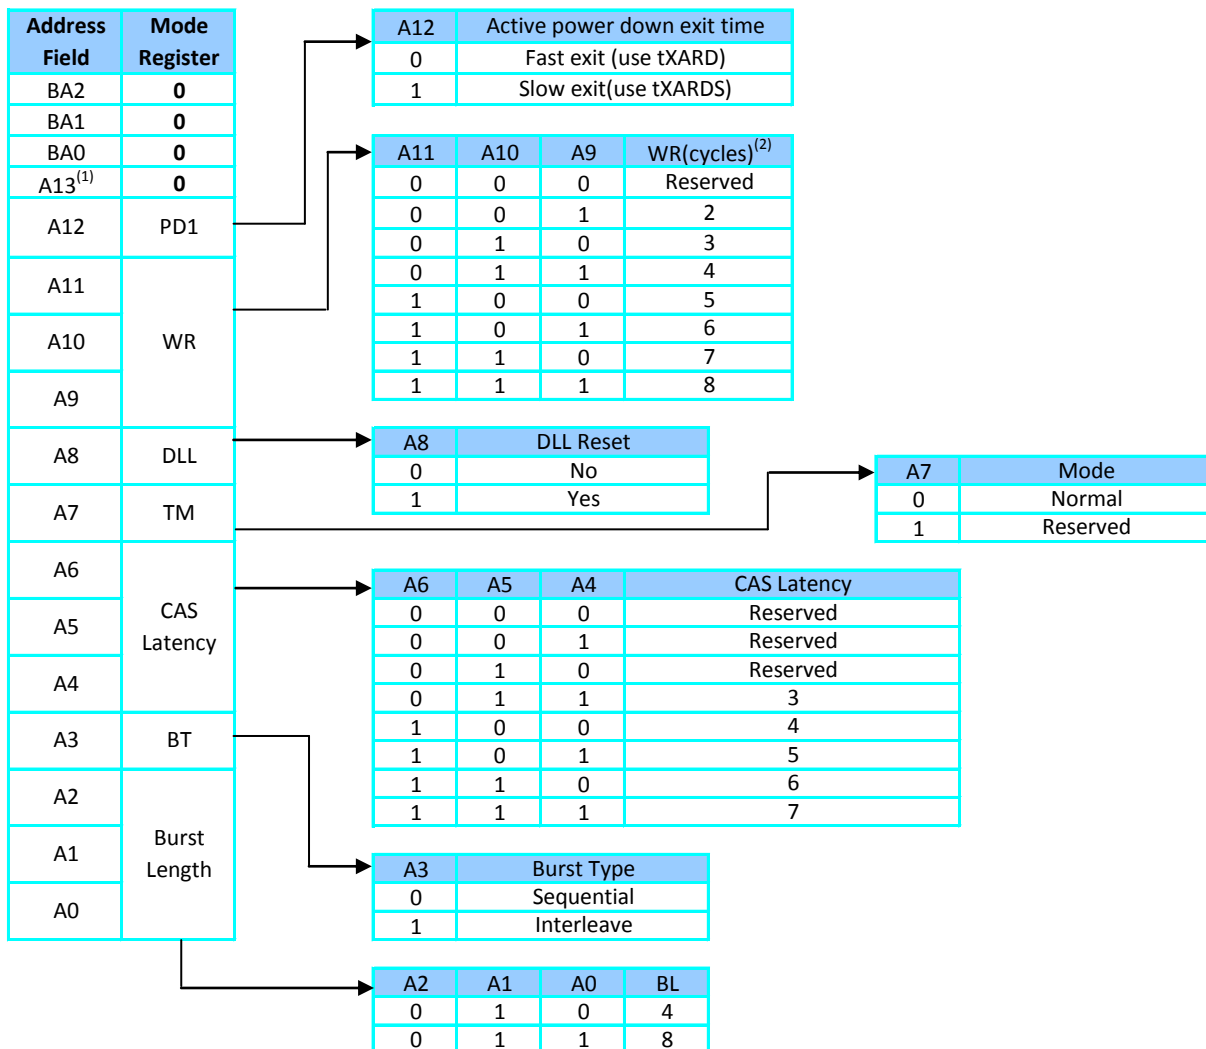 Address Field Mode Register
BA2 0
BA1 0
BA0 0
A13(1) 0
A12 PD1
A11
A10 WR
A9
A8 DLL
A7 TM
A6
A5 CAS Latency
A4
A3 BT
A2
A1 Burst Length
A0
A12 Active power down exit time
0 Fast exit (use tXARD)
1 Slow exit(use tXARDS)
A11 A10 A9 WR(cycles)(2)
0 0 0 Reserved
0 0 1 2
0 1 0 3
0 1 1 4
1 0 0 5
1 0 1 6
1 1 0 7
1 1 1 8
A8 DLL Reset
0 No
1 Yes
A7 Mode
0 Normal
1 Reserved
A6 A5 A4 CAS Latency
0 0 0 Reserved
0 0 1 Reserved
0 1 0 Reserved
0 1 1 3
1 0 0 4
1 0 1 5
1 1 0 6
1 1 1 7
A3 Burst Type
0 Sequential
1 Interleave
A2 A1 A0 BL
0 1 0 4
0 1 1 8